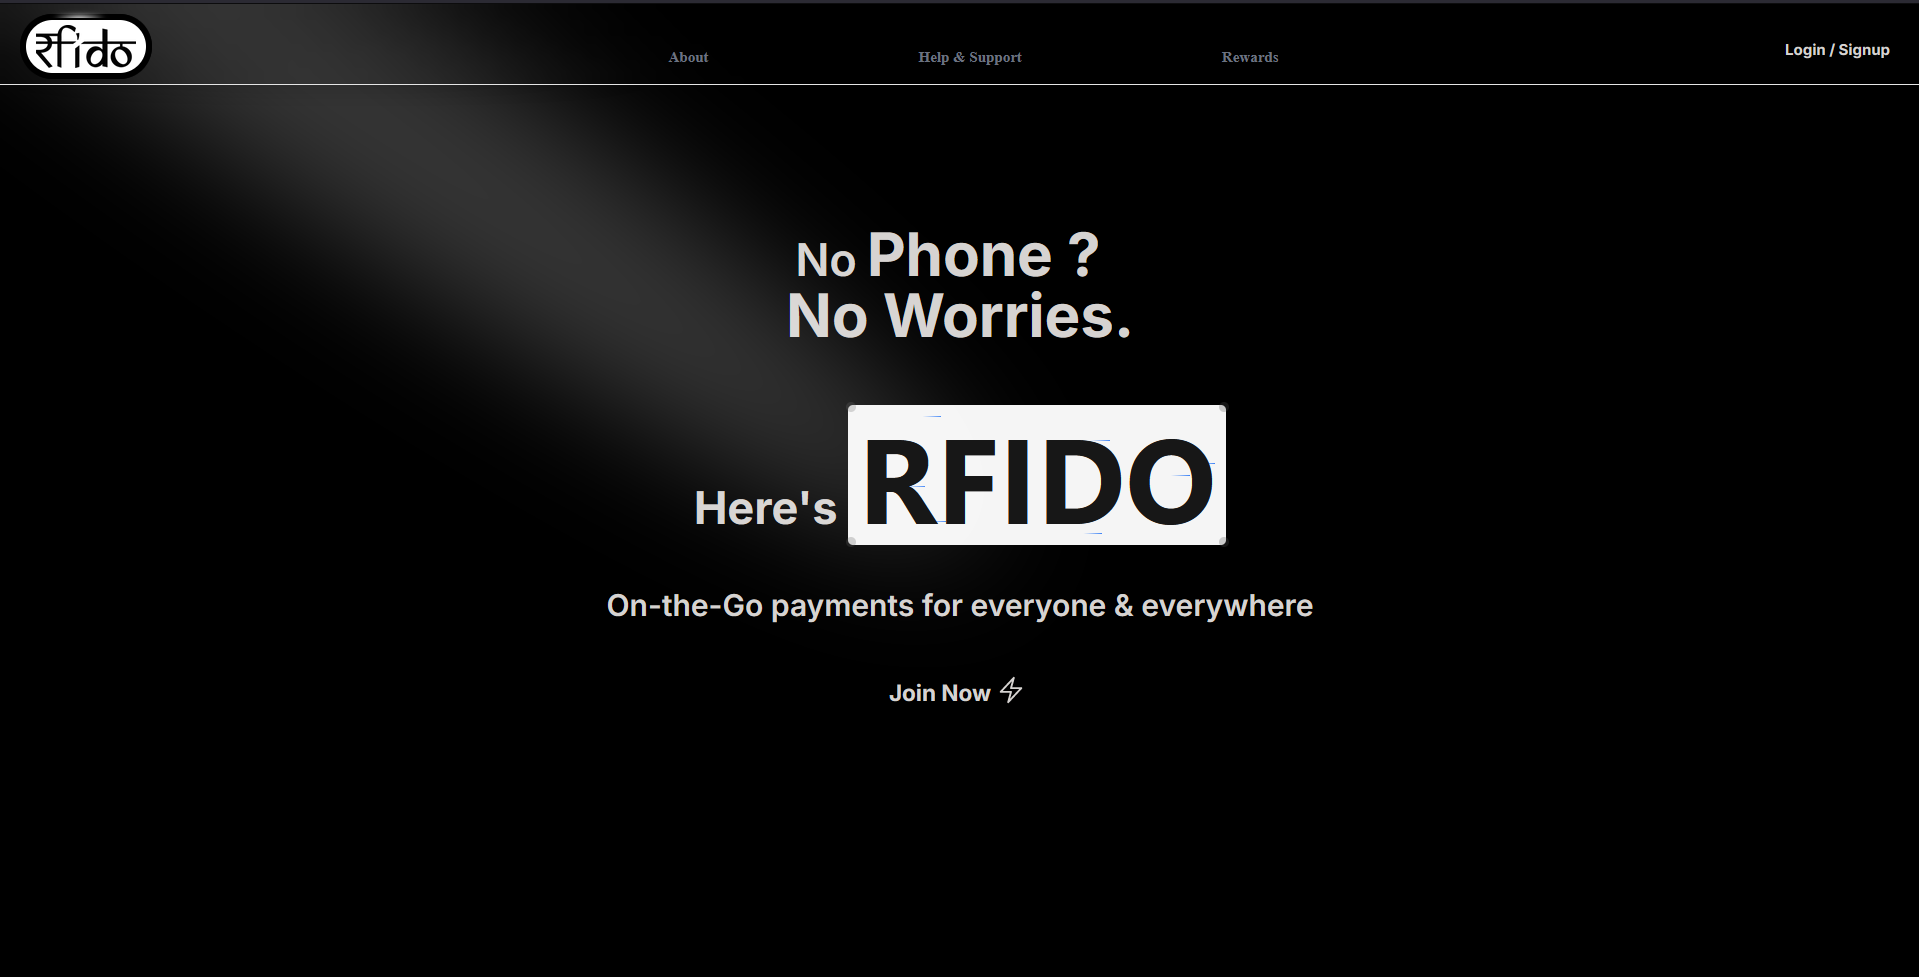 रfido
About
Help & Support
Rewards
Login / Signup
No Phone ?
No Worries.
Here's RFIDO
On-the-Go payments for everyone & everywhere
Join Now